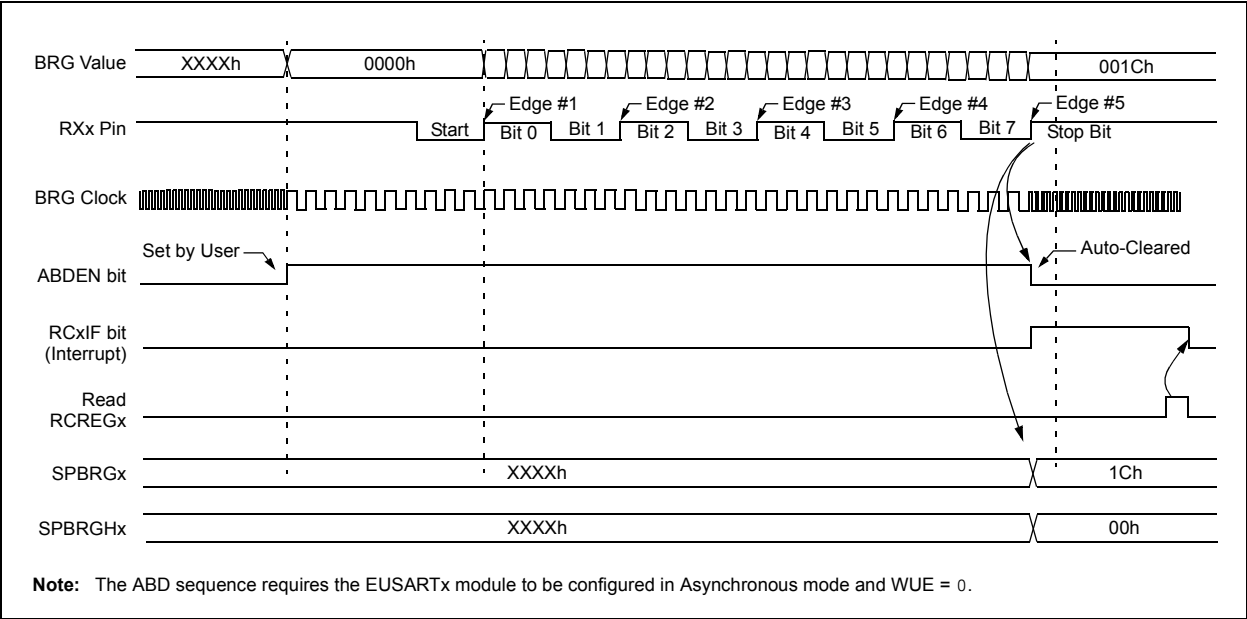 BRG Value XXXXh 0000h 001Ch
Edge #1 Edge #2 Edge #3 Edge #4 Edge #5
RXx Pin Start Bit 0 Bit 1 Bit 2 Bit 3 Bit 4 Bit 5 Bit 6 Bit 7 Stop Bit
BRG Clock
Set by User Auto-Cleared
ABDEN bit
RCxIF bit
(Interrupt)
Read
RCREGx
SPBRGx XXXXh 1Ch
SPBRGHx XXXXh 00h
Note: The ABD sequence requires the EUSARTx module to be configured in Asynchronous mode and WUE = 0.